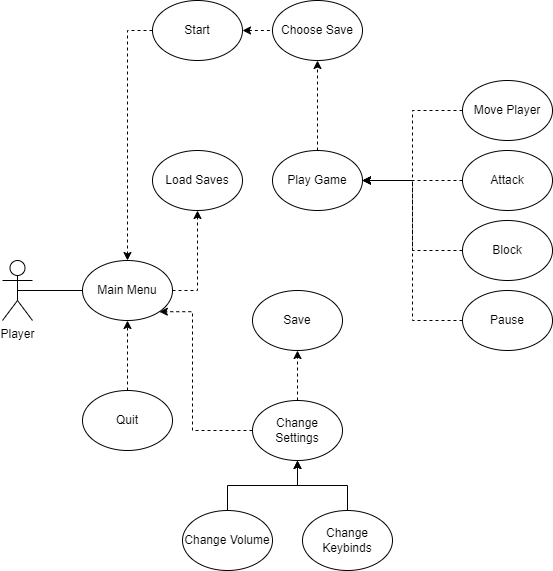 Start
Choose Save
Move Player
Load Saves
Play Game
Attack
Block
Main Menu
Player
Save
Pause
Quit
Change
Settings
Change Volume
Change
Keybinds